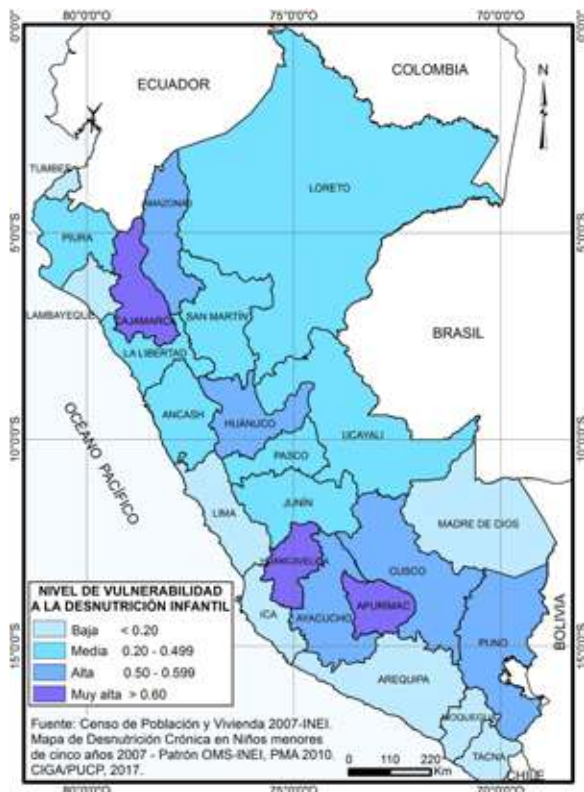 80°0'0"O 75°0'0"O 70°0'0"O
0°0'0"
0°0'0"
COLOMBIA
ECUADOR
N
TUMBES
AMAZONAS
LORETO
5°0'0"S
5°0'0"S
PIURA
LAMBAYEQUE
CAJAMARCA
SAN MARTÍN
BRASIL
LA LIBERTAD
ANCASH
HUÁNUCO
UCAYALI
OCÉANO PACÍFICO
10°0'0"S
10°0'0"S
PASCO
LIMA
JUNÍN
MADRE DE DIOS
HUANCAVELICA
CUSCO
NIVEL DE VULNERABILIDAD
A LA DESNUTRICIÓN INFANTIL
Baja < 0.20
Media 0.20 - 0.499
Alta 0.50 - 0.599
Muy alta > 0.60
ICA
AYACUCHO
APURÍMAC
PUNO
BOLIVIA
15°0'0"S
15°0'0"S
AREQUIPA
MOQUEGUA
TACNA
CHILE
Fuente: Censo de Población y Vivienda 2007-INEI.
Mapa de Desnutrición Crónica en Niños menores
de cinco años 2007 - Patrón OMS-INEI, PMA 2010.
CIGA/PUCP, 2017.
0 110 220
Km
80°0'0"O 75°0'0"O 70°0'0"O